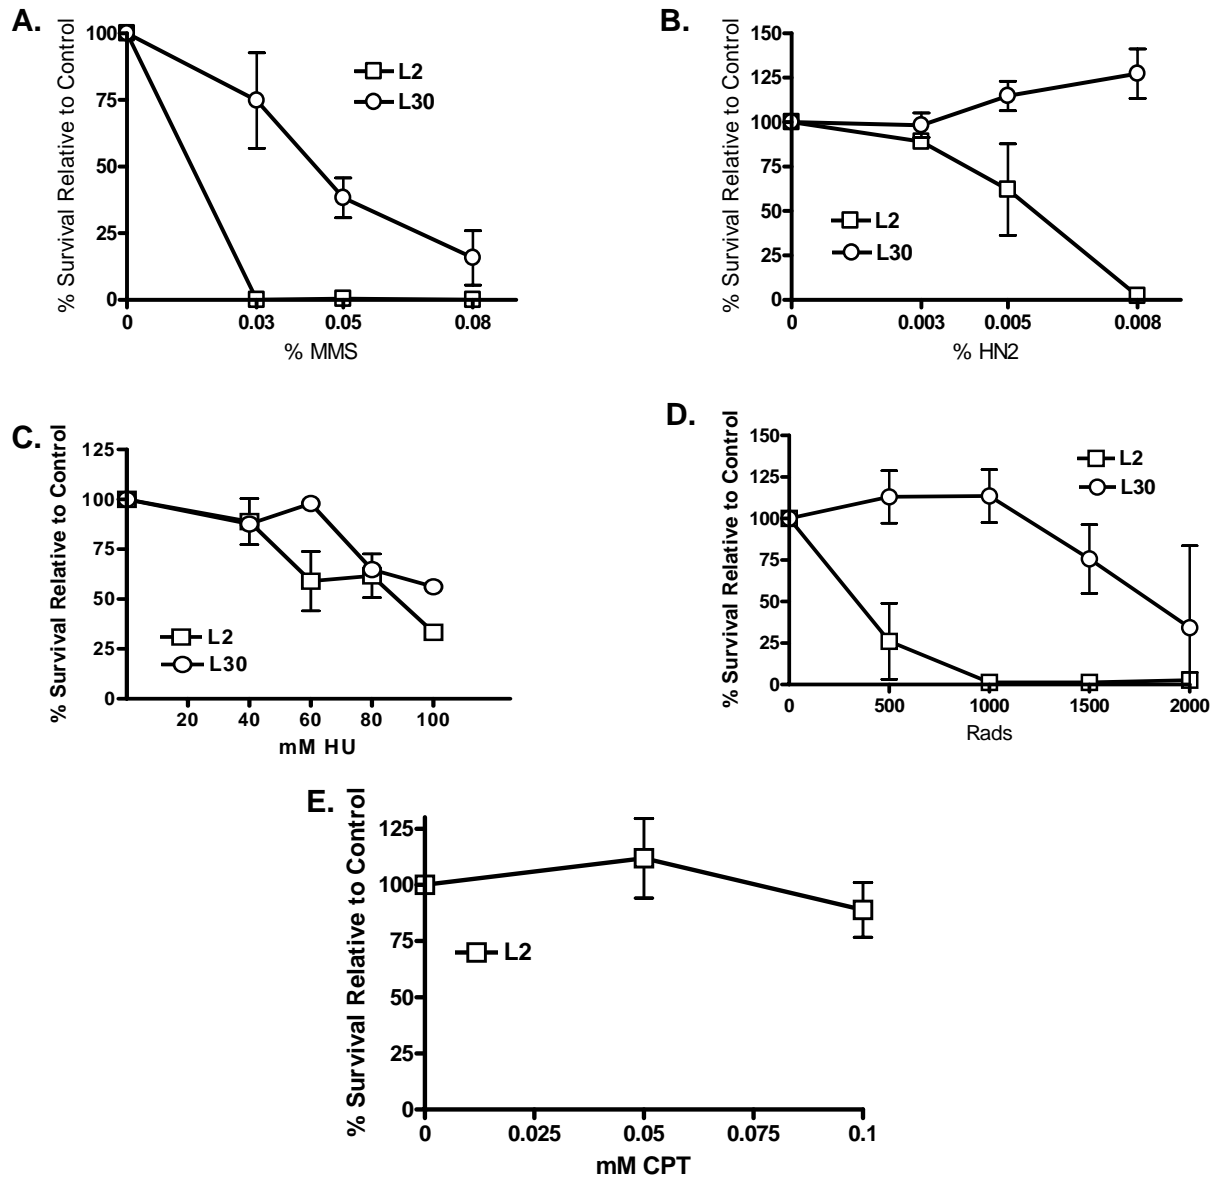 A.
% Survival Relative to Control
100
75
50
25
0
L2
L30
0
0.03
0.05
0.08
% MMS
B.
% Survival Relative to Control
150
125
100
75
50
25
0
L2
L30
0
0.003
0.005
0.008
% HN2
C.
% Survival Relative to Control
125
100
75
50
25
0
L2
L30
20
40
60
80
100
mM HU
D.
% Survival Relative to Control
150
125
100
75
50
25
0
L2
L30
0
500
1000
1500
2000
Rads
E.
% Survival Relative to Control
125
100
75
50
25
0
L2
0
0.025
0.05
0.075
0.1
mM CPT